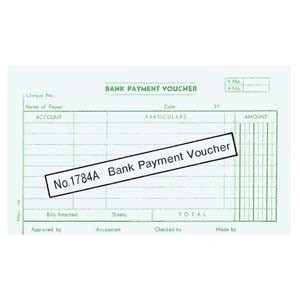 BANK PAYMENT VOUCHER
V. No.
A. No.
Cheque No.
Name of Payee
Date
19
ACCOUNT
PARTICULARS
AMOUNT
No.1784A Bank Payment Voucher
Bills Attached
Sheets,
TOTAL
Approved by
Accountant
Checked by
Made by